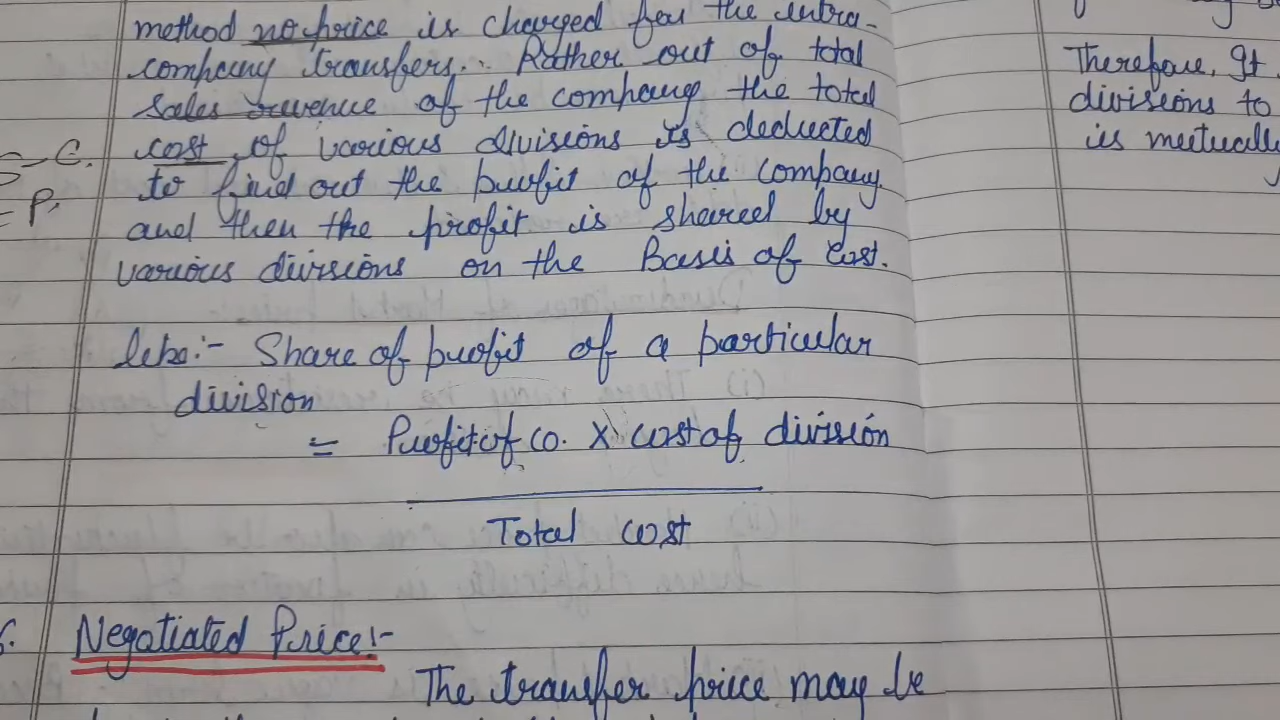 method no price is charged for the intra-
company transfers. Rather out of total
sales revenue of the company the total
cost of various divisions is deducted
to find out the profit of the company
and then the profit is shared by
various divisions on the Basis of Cost.
Share of profit of a particular
division
= Profit of Co. X cost of division
Total cost
Negotiated Price:-
The transfer price may be
C.
= P.
Therefore, It
divisions to
is mutually